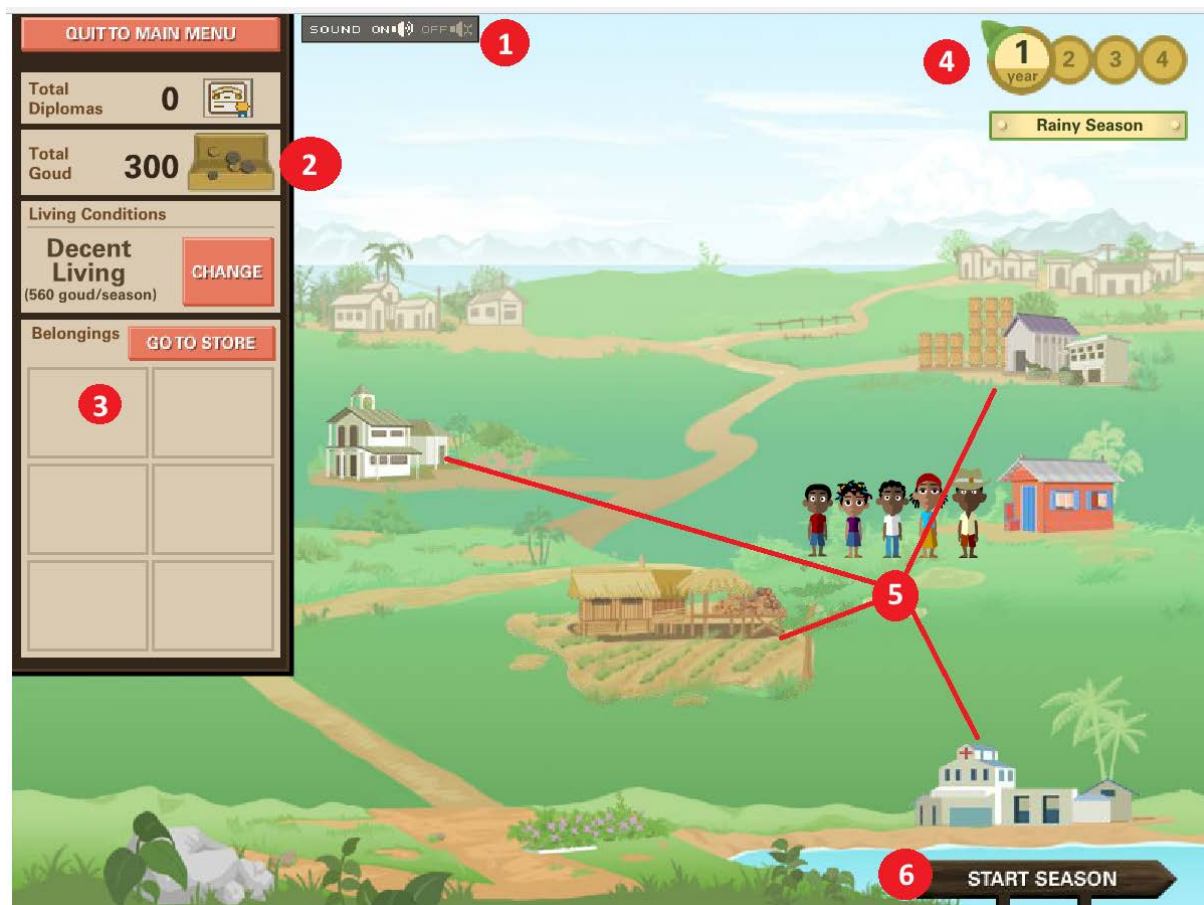 QUIT TO MAIN MENU
SOUND ON OFF
1
Total
Diplomas
0
Total
Goud
300
2
Living Conditions
Decent
Living
(560 goud/season)
CHANGE
Belongings
GO TO STORE
3
4
1
year
2
3
4
Rainy Season
5
6
START SEASON